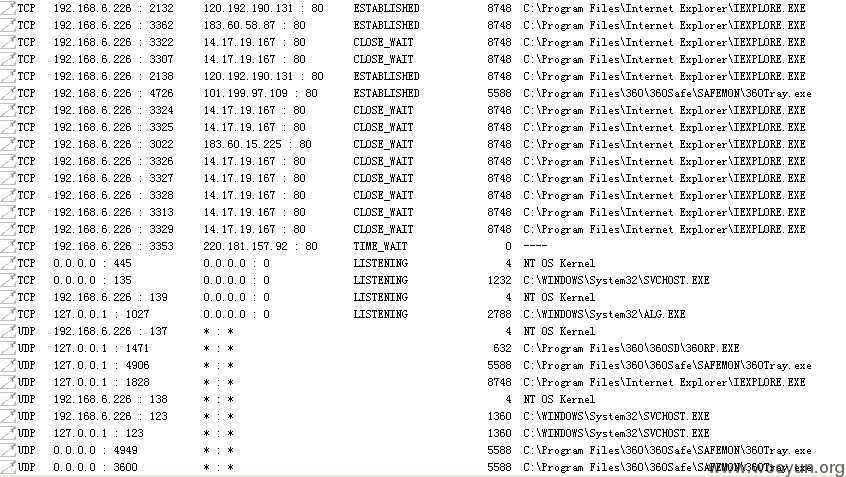 TCP 192.168.6.226 : 2132 120.192.190.131 : 80 ESTABLISHED 8748 C:\Program Files\Internet Explorer\IEXPLORE.EXE
TCP 192.168.6.226 : 3362 183.60.58.87 : 80 ESTABLISHED 8748 C:\Program Files\Internet Explorer\IEXPLORE.EXE
TCP 192.168.6.226 : 3322 14.17.19.167 : 80 CLOSE_WAIT 8748 C:\Program Files\Internet Explorer\IEXPLORE.EXE
TCP 192.168.6.226 : 3307 14.17.19.167 : 80 CLOSE_WAIT 8748 C:\Program Files\Internet Explorer\IEXPLORE.EXE
TCP 192.168.6.226 : 2138 120.192.190.131 : 80 ESTABLISHED 8748 C:\Program Files\Internet Explorer\IEXPLORE.EXE
TCP 192.168.6.226 : 4726 101.199.97.109 : 80 ESTABLISHED 5588 C:\Program Files\360\360Safe\SAFEMON\360Tray.exe
TCP 192.168.6.226 : 3324 14.17.19.167 : 80 CLOSE_WAIT 8748 C:\Program Files\Internet Explorer\IEXPLORE.EXE
TCP 192.168.6.226 : 3325 14.17.19.167 : 80 CLOSE_WAIT 8748 C:\Program Files\Internet Explorer\IEXPLORE.EXE
TCP 192.168.6.226 : 3022 183.60.15.225 : 80 CLOSE_WAIT 8748 C:\Program Files\Internet Explorer\IEXPLORE.EXE
TCP 192.168.6.226 : 3326 14.17.19.167 : 80 CLOSE_WAIT 8748 C:\Program Files\Internet Explorer\IEXPLORE.EXE
TCP 192.168.6.226 : 3327 14.17.19.167 : 80 CLOSE_WAIT 8748 C:\Program Files\Internet Explorer\IEXPLORE.EXE
TCP 192.168.6.226 : 3328 14.17.19.167 : 80 CLOSE_WAIT 8748 C:\Program Files\Internet Explorer\IEXPLORE.EXE
TCP 192.168.6.226 : 3313 14.17.19.167 : 80 CLOSE_WAIT 8748 C:\Program Files\Internet Explorer\IEXPLORE.EXE
TCP 192.168.6.226 : 3329 14.17.19.167 : 80 CLOSE_WAIT 8748 C:\Program Files\Internet Explorer\IEXPLORE.EXE
TCP 192.168.6.226 : 3353 220.181.157.92 : 80 TIME_WAIT 0 ----
TCP 0.0.0.0 : 445 0.0.0.0 : 0 LISTENING 4 NT OS Kernel
TCP 0.0.0.0 : 135 0.0.0.0 : 0 LISTENING 1232 C:\WINDOWS\System32\SVCHOST.EXE
TCP 192.168.6.226 : 139 0.0.0.0 : 0 LISTENING 4 NT OS Kernel
TCP 127.0.0.1 : 1027 0.0.0.0 : 0 LISTENING 2788 C:\WINDOWS\System32\ALG.EXE
UDP 192.168.6.226 : 137 * : * 4 NT OS Kernel
UDP 127.0.0.1 : 1471 * : * 632 C:\Program Files\360\360SD\360RP.EXE
UDP 127.0.0.1 : 4906 * : * 5588 C:\Program Files\360\360Safe\SAFEMON\360Tray.exe
UDP 127.0.0.1 : 1828 * : * 8748 C:\Program Files\Internet Explorer\IEXPLORE.EXE
UDP 192.168.6.226 : 138 * : * 4 NT OS Kernel
UDP 192.168.6.226 : 123 * : * 1360 C:\WINDOWS\System32\SVCHOST.EXE
UDP 127.0.0.1 : 123 * : * 1360 C:\WINDOWS\System32\SVCHOST.EXE
UDP 0.0.0.0 : 4949 * : * 5588 C:\Program Files\360\360Safe\SAFEMON\360Tray.exe
UDP 0.0.0.0 : 3600 * : * 5588 C:\Program Files\360\360Safe\SAFEMON\360Tray.exe
www.wooyun.org